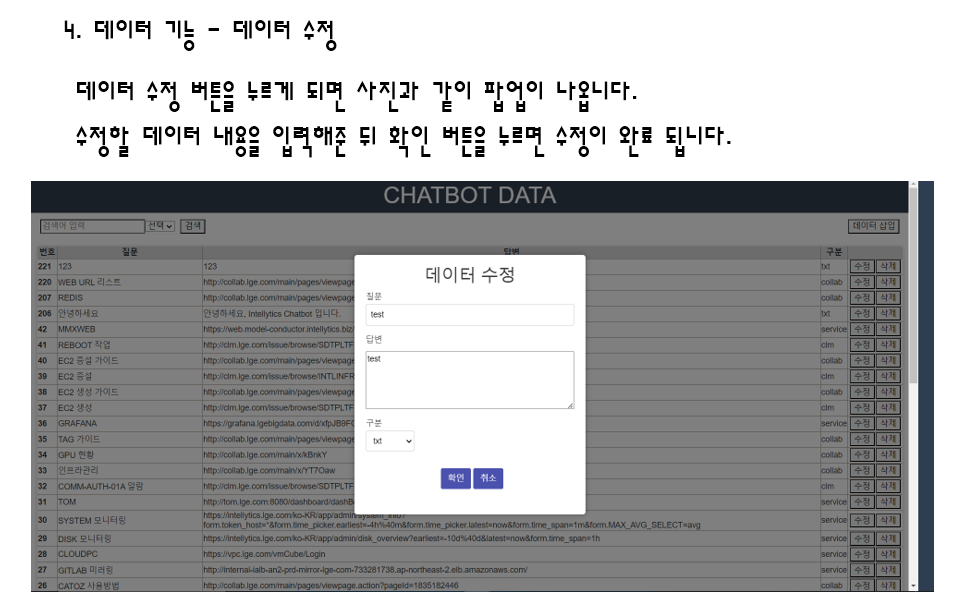 4. 데이터 기능 - 데이터 수정
데이터 수정 버튼을 누르게 되면 사진과 같이 팝업이 나옵니다.
수정할 데이터 내용을 입력해준 뒤 확인 버튼을 누르면 수정이 완료 됩니다.
CHATBOT DATA
검색어 입력 선택 검색 데이터 삽입
번호 질문 답변 구분
221 123 123 txt 수정 삭제
220 WEB URL 리스트 http://collab.lge.com/main/pages/viewpage collab 수정 삭제
207 REDIS http://collab.lge.com/main/pages/viewpage collab 수정 삭제
206 안녕하세요 안녕하세요, Intellytics Chatbot 입니다. txt 수정 삭제
42 MMXWEB https://web.model-conductor.intellytics.biz/ service 수정 삭제
41 REBOOT 작업 http://clm.lge.com/issue/browse/SDTPLTF clm 수정 삭제
40 EC2 증설 가이드 http://collab.lge.com/main/pages/viewpage collab 수정 삭제
39 EC2 증설 http://clm.lge.com/issue/browse/INTLINFR clm 수정 삭제
38 EC2 생성 가이드 http://collab.lge.com/main/pages/viewpage collab 수정 삭제
37 EC2 생성 http://clm.lge.com/issue/browse/SDTPLTF clm 수정 삭제
36 GRAFANA service 수정 삭제
35 TAG 가이드 http://collab.lge.com/main/pages/viewpage collab 수정 삭제
34 GPU 현황 http://collab.lge.com/main/x/kBnkY collab 수정 삭제
33 인프라관리 http://collab.lge.com/main/x/YT7Oaw collab 수정 삭제
32 COMM-AUTH-01A 알람 http://clm.lge.com/issue/browse/SDTPLTF clm 수정 삭제
31 TOM http://tom.lge.com:8080/dashboard/dashB service 수정 삭제
30 SYSTEM 모니터링 https://intellytics.lge.com/ko-KR/app/admin/system_info? service 수정 삭제
form.token_host=*&form.time_picker.earliest=-4h%40m&form.time_picker.latest=now&form.time_span=1m&form.MAX_AVG_SELECT=avg
29 DISK 모니터링 https://intellytics.lge.com/ko-KR/app/admin/disk_overview?earliest=-10d%40d&latest=now&form.time_span=1h service 수정 삭제
28 CLOUDPC https://vpc.lge.com/vmCube/Login service 수정 삭제
27 GITLAB 미러링 http://internal-ialb-an2-prd-mirror-lge-com-733281738.ap-northeast-2.elb.amazonaws.com/ service 수정 삭제
26 CATOZ 사용방법 http://collab.lge.com/main/pages/viewpage.action?pageId=1835182446 collab 수정 삭제
데이터 수정
질문
test
답변
test
구분
txt
확인 취소